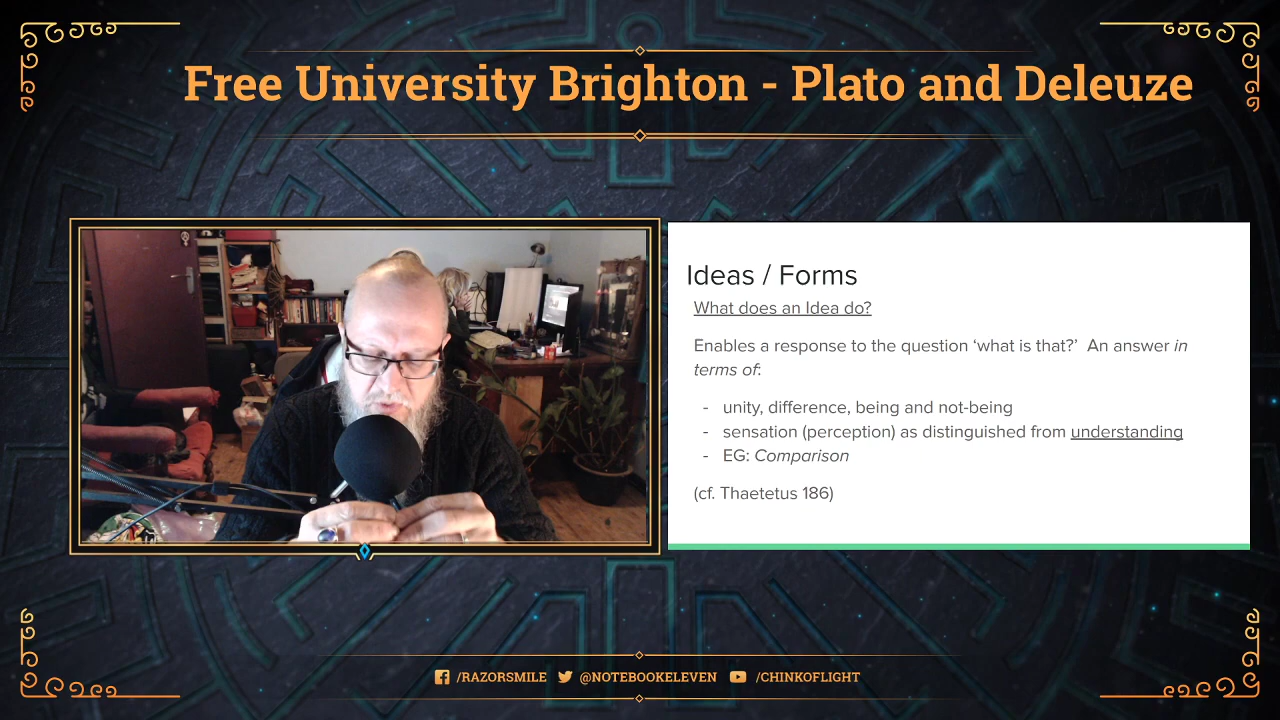 Free University Brighton - Plato and Deleuze
Ideas / Forms
What does an Idea do?
Enables a response to the question ‘what is that?’ An answer in
terms of:
- unity, difference, being and not-being
- sensation (perception) as distinguished from understanding
- EG: Comparison
(cf. Thaetetus 186)
/RAZORSMILE @NOTEBOOKELEVEN /CHINKOFLIGHT